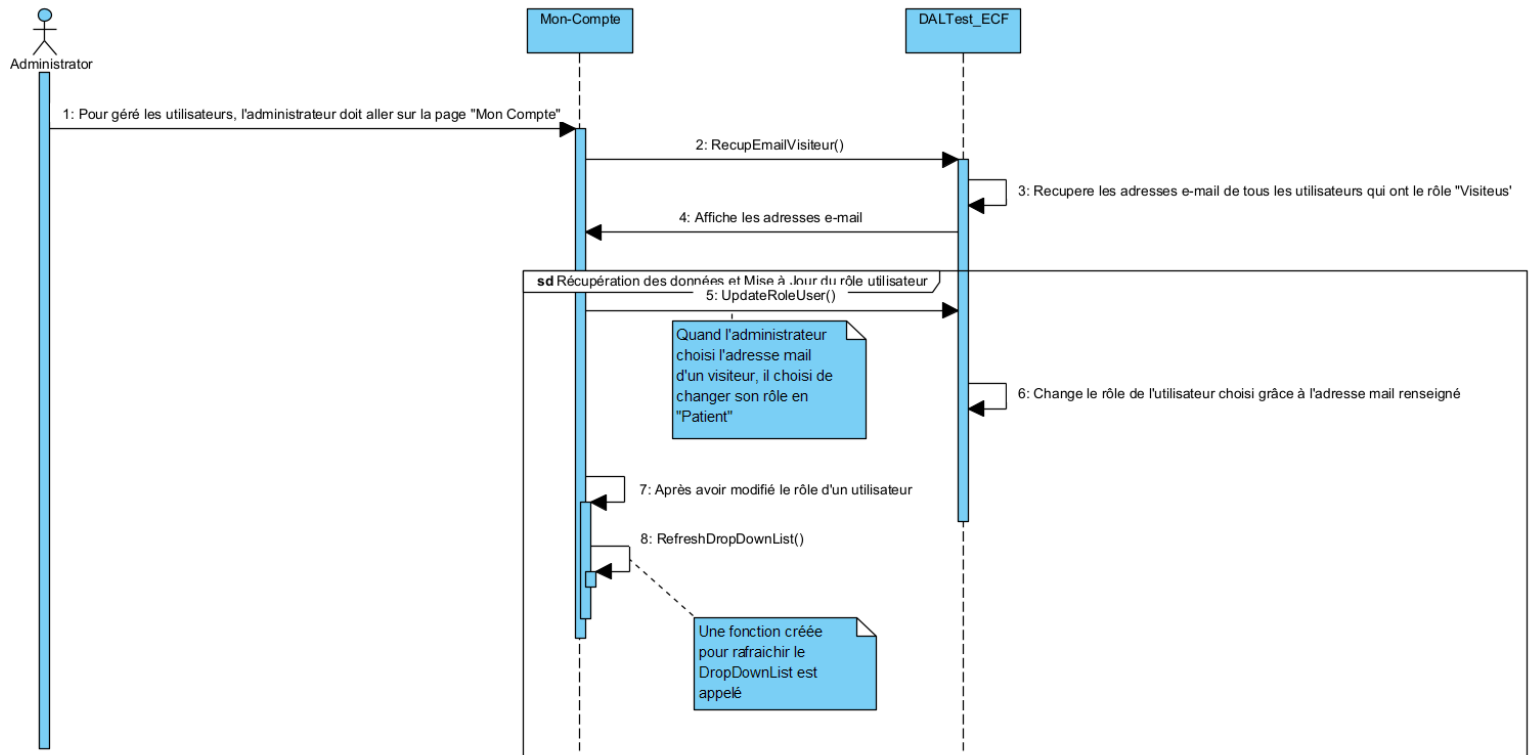 Mon-Compte
DALTest_ECF
Administrator
1: Pour géré les utilisateurs, l'administrateur doit aller sur la page "Mon Compte"
2: RecupEmailVisiteur()
3: Recupere les adresses e-mail de tous les utilisateurs qui ont le rôle "Visiteus'
4: Affiche les adresses e-mail
sd Récupération des données et Mise à Jour du rôle utilisateur
5: UpdateRoleUser()
Quand l'administrateur
choisi l'adresse mail
d'un visiteur, il choisi de
changer son rôle en
"Patient"
6: Change le rôle de l'utilisateur choisi grâce à l'adresse mail renseigné
7: Après avoir modifié le rôle d'un utilisateur
8: RefreshDropDownList()
Une fonction créée
pour rafraichir le
DropDownList est
appelé